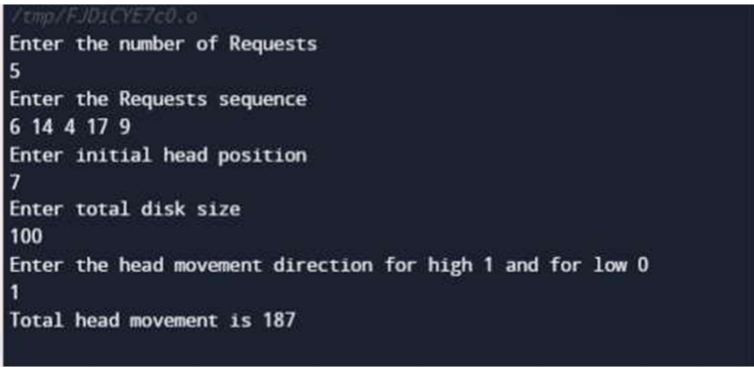 /tmp/FJDiCYE7c0.o
Enter the number of Requests
5
Enter the Requests sequence
6 14 4 17 9
Enter initial head position
7
Enter total disk size
100
Enter the head movement direction for high 1 and for low 0
1
Total head movement is 187